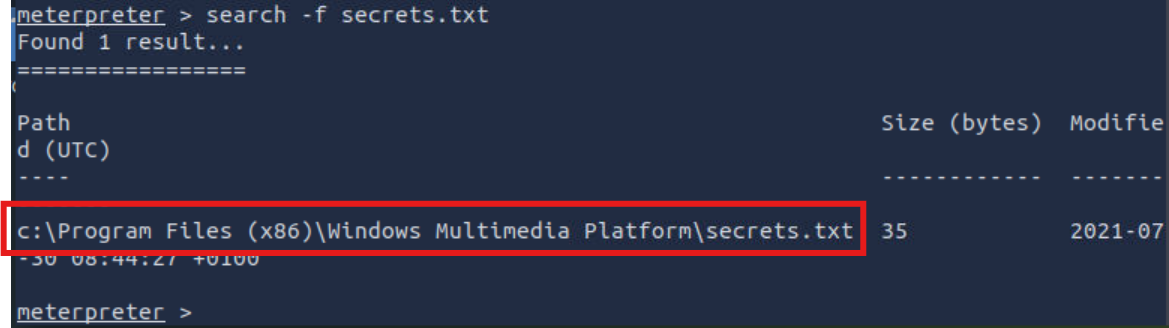 meterpreter > search -f secrets.txt
Found 1 result...
=================
Path Size (bytes) Modifie
d (UTC)
---- ------------ -------
c:\Program Files (x86)\Windows Multimedia Platform\secrets.txt 35 2021-07
-30 08:44:27 +0100
meterpreter >